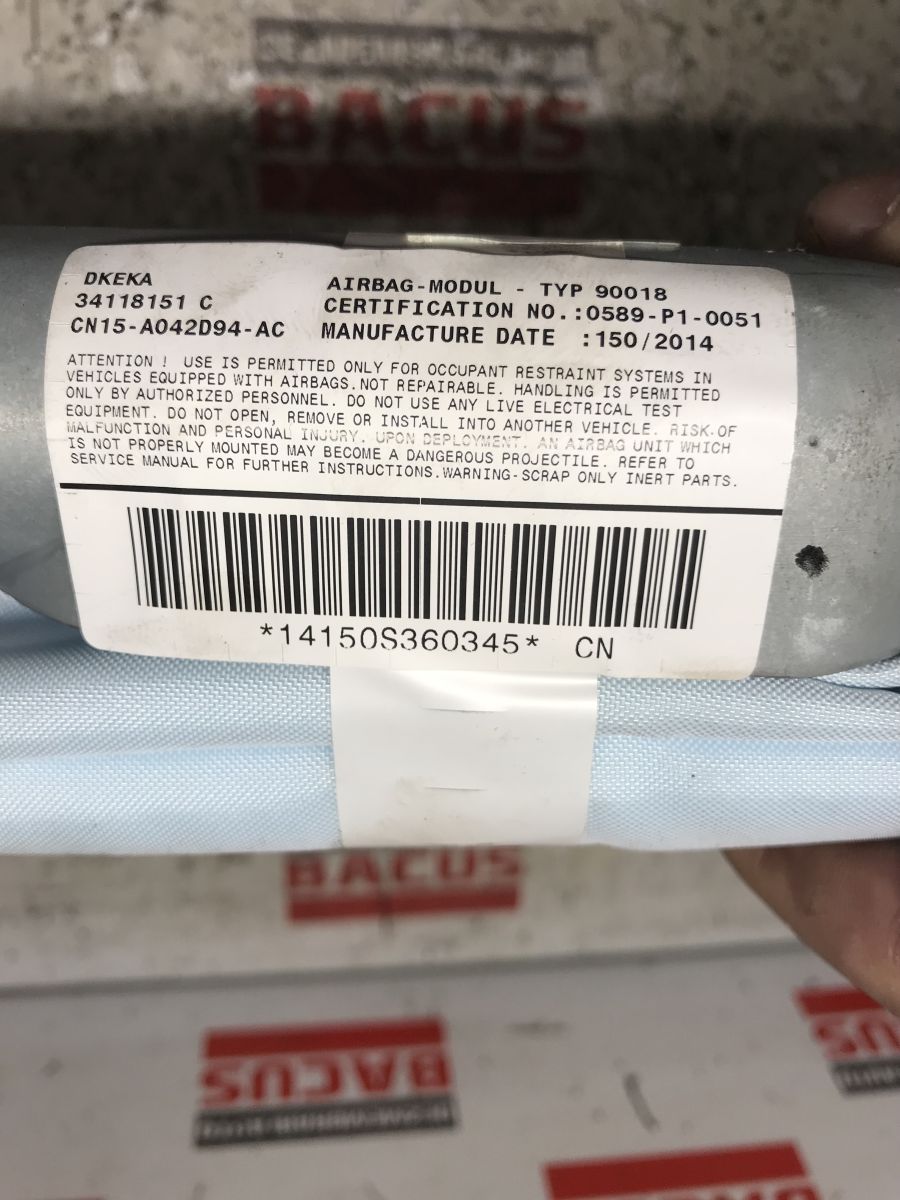 BACUS
DKEKA
34118151 C
CN15-A042D94-AC
AIRBAG-MODUL - TYP 90018
CERTIFICATION NO.:0589-P1-0051
MANUFACTURE DATE :150/2014
ATTENTION ! USE IS PERMITTED ONLY FOR OCCUPANT RESTRAINT SYSTEMS IN
VEHICLES EQUIPPED WITH AIRBAGS.NOT REPAIRABLE. HANDLING IS PERMITTED
ONLY BY AUTHORIZED PERSONNEL. DO NOT USE ANY LIVE ELECTRICAL TEST
EQUIPMENT. DO NOT OPEN, REMOVE OR INSTALL INTO ANOTHER VEHICLE. RISK OF
MALFUNCTION AND PERSONAL INJURY. UPON DEPLOYMENT. AN AIRBAG UNIT WHICH
IS NOT PROPERLY MOUNTED MAY BECOME A DANGEROUS PROJECTILE. REFER TO
SERVICE MANUAL FOR FURTHER INSTRUCTIONS.WARNING-SCRAP ONLY INERT PARTS.
*14150S360345* CN
BACUS
BACUS